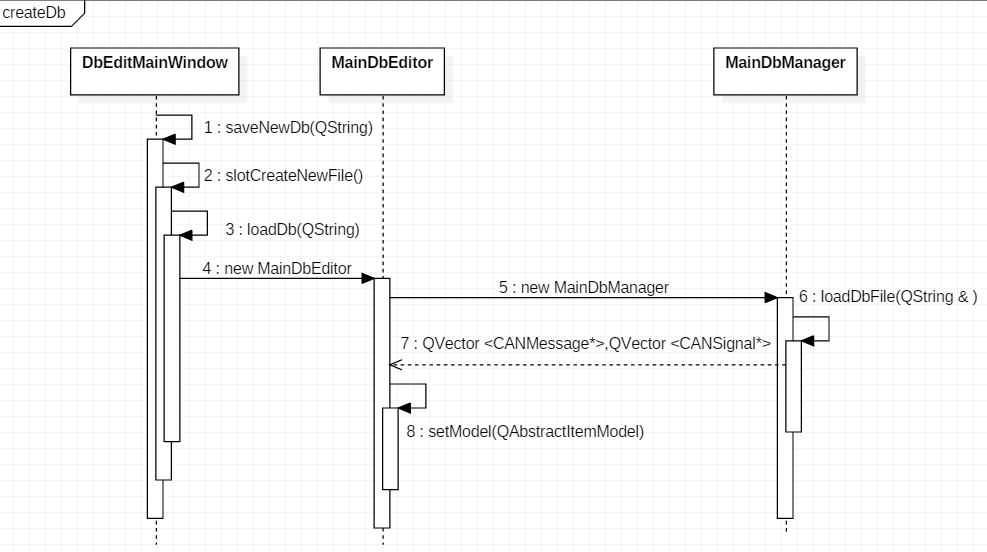 createDb
DbEditMainWindow
MainDbEditor
MainDbManager
1 : saveNewDb(QString)
2 : slotCreateNewFile()
3 : loadDb(QString)
4 : new MainDbEditor
5 : new MainDbManager
6 : loadDbFile(QString & )
7 : QVector <CANMessage*>,QVector <CANSignal*>
8 : setModel(QAbstractItemModel)